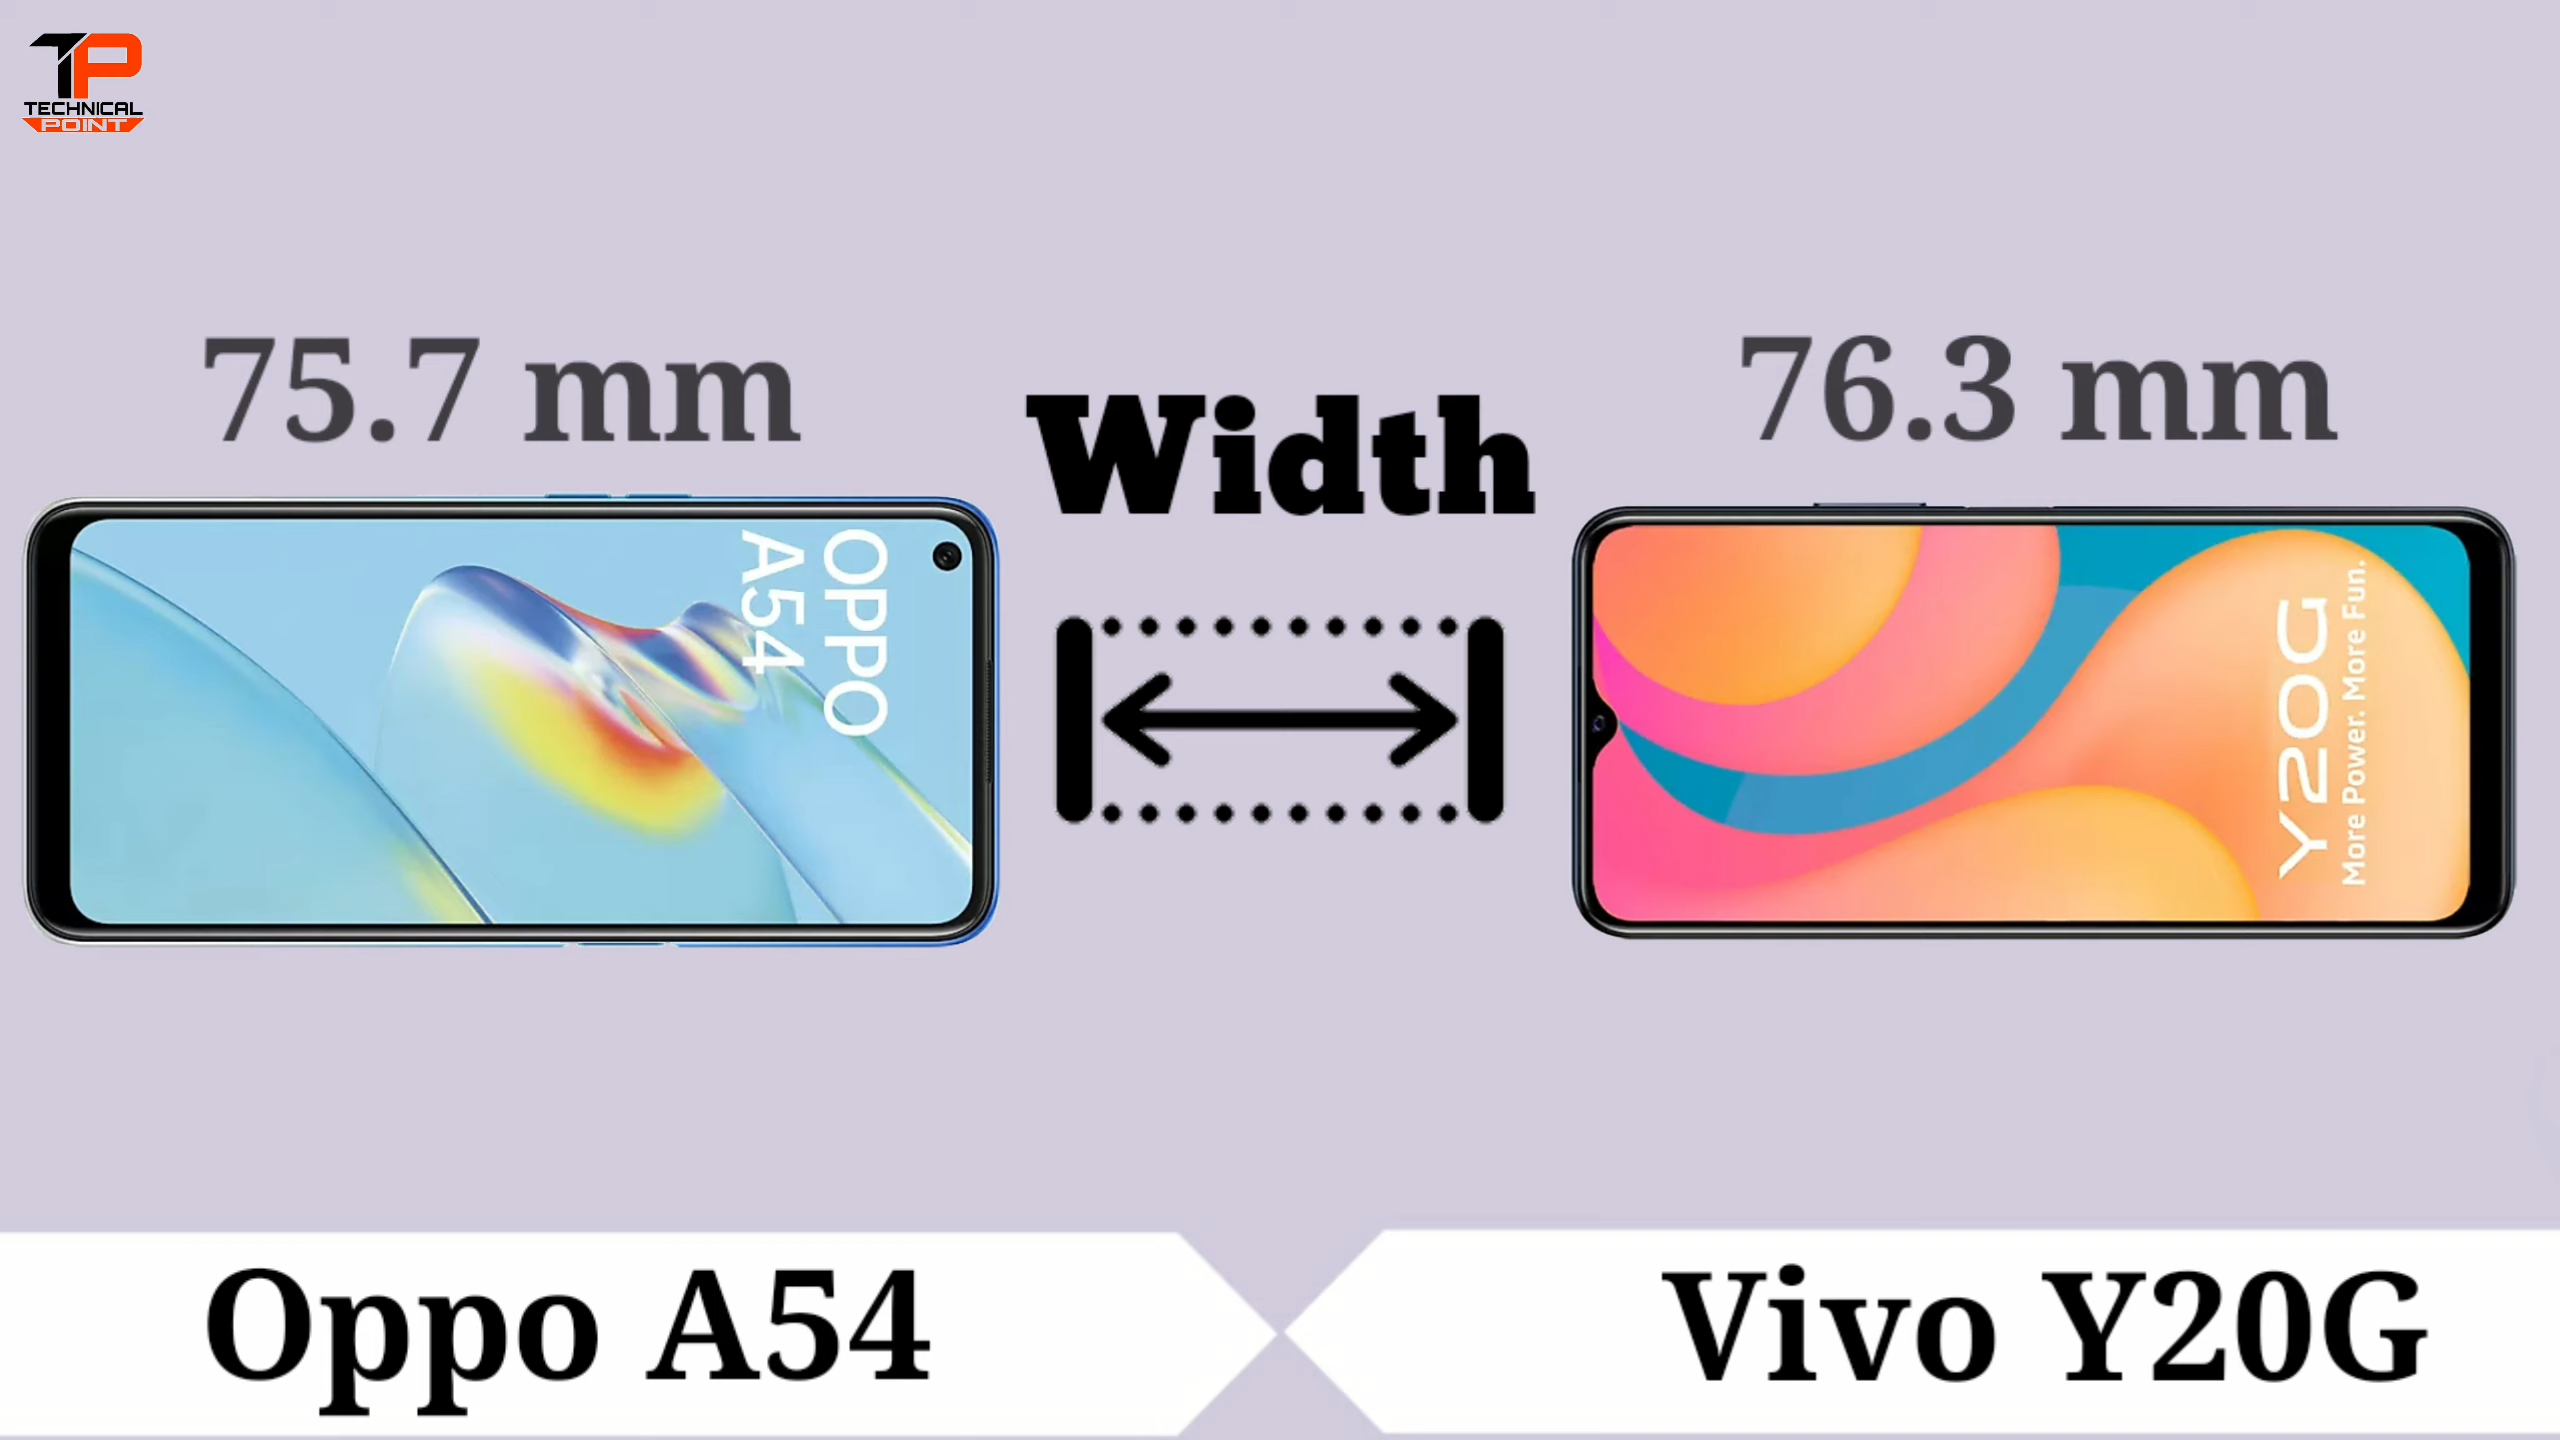 TP
TECHNICAL
POINT
75.7 mm
Width
76.3 mm
OPPO
A54
Y20G
More Power. More Fun.
Oppo A54
Vivo Y20G